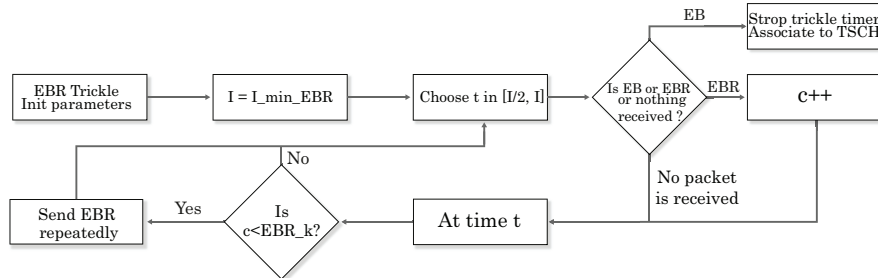 EB
Strop trickle timer
Associate to TSCH
EBR Trickle
Init parameters
I = I_min_EBR
Choose t in [I/2, I]
Is EB or EBR
or nothing
received ?
EBR
c++
No
No packet
is received
Send EBR
repeatedly
Yes
Is
c<EBR_k?
At time t